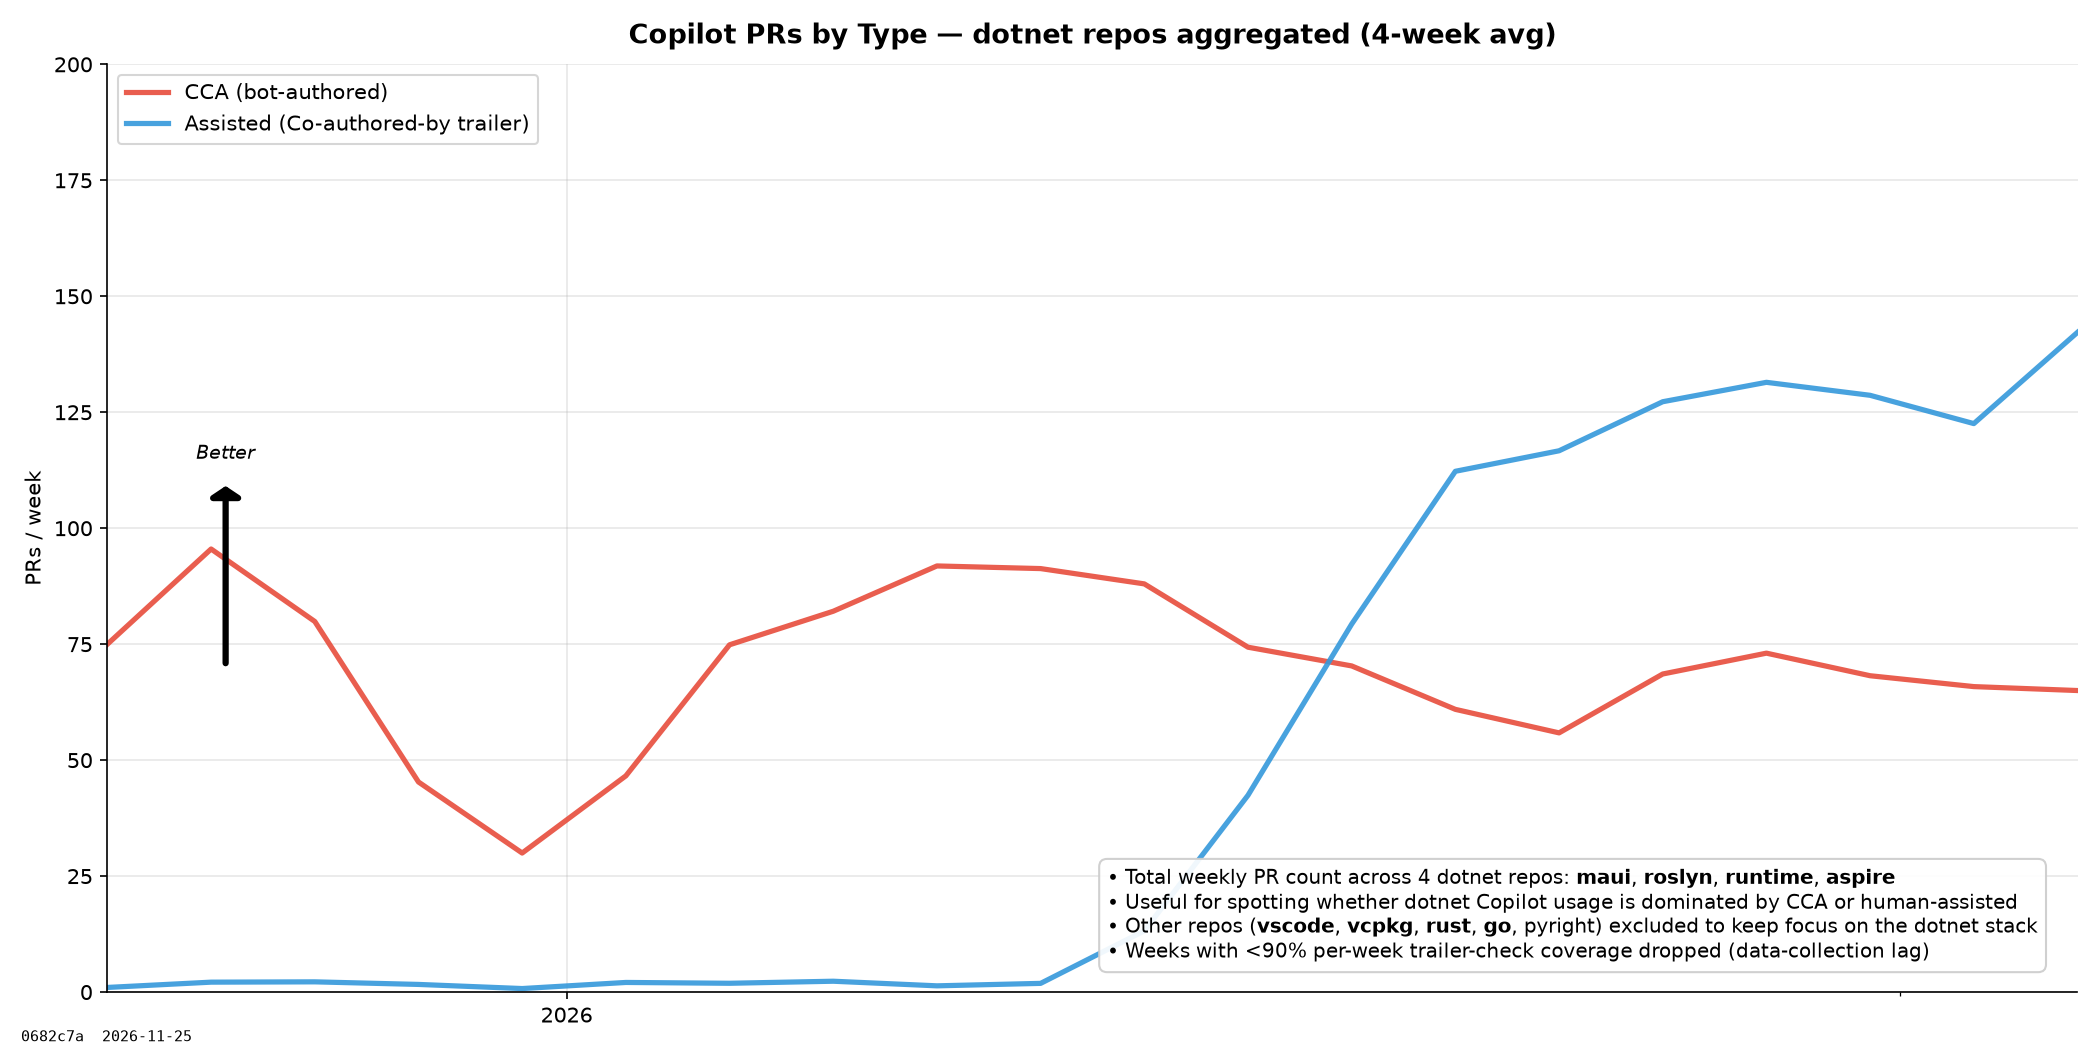 Copilot PRs by Type — dotnet repos aggregated (4-week avg)
200
175
150
125
100
75
50
25
0
PRs / week
CCA (bot-authored)
Assisted (Co-authored-by trailer)
Better
• Total weekly PR count across 4 dotnet repos: maui, roslyn, runtime, aspire
• Useful for spotting whether dotnet Copilot usage is dominated by CCA or human-assisted
• Other repos (vscode, vcpkg, rust, go, pyright) excluded to keep focus on the dotnet stack
• Weeks with <90% per-week trailer-check coverage dropped (data-collection lag)
2026
0682c7a  2026-11-25